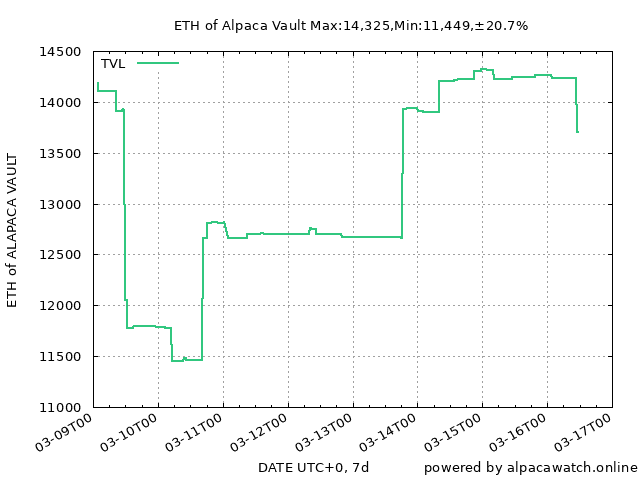 ETH of Alpaca Vault Max:14,325,Min:11,449,±20.7%
TVL
14500
14000
13500
13000
12500
12000
11500
11000
ETH of ALAPACA VAULT
03-09T00
03-10T00
03-11T00
03-12T00
03-13T00
03-14T00
03-15T00
03-16T00
03-17T00
DATE UTC+0, 7d
powered by alpacawatch.online